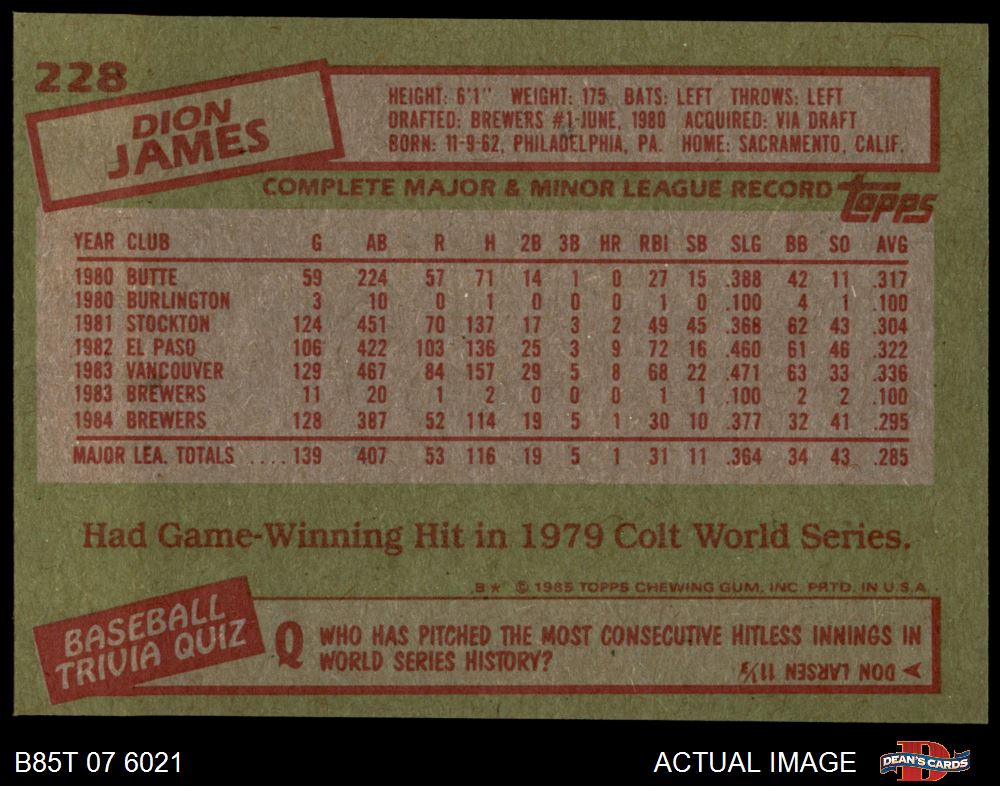 228
DION
JAMES
HEIGHT: 6'1" WEIGHT: 175 BATS: LEFT THROWS: LEFT
DRAFTED: BREWERS #1-JUNE, 1980 ACQUIRED: VIA DRAFT
BORN: 11-9-62, PHILADELPHIA, PA. HOME: SACRAMENTO, CALIF.
COMPLETE MAJOR & MINOR LEAGUE RECORD topps
YEAR CLUB G AB R H 2B 3B HR RBI SB SLG BB SO AVG
1980 BUTTE 59 224 57 71 14 1 0 27 15 .388 42 11 .317
1980 BURLINGTON 3 10 0 1 0 0 0 1 0 .100 4 1 .100
1981 STOCKTON 124 451 70 137 17 3 2 49 45 .368 62 43 .304
1982 EL PASO 106 422 103 136 25 3 9 72 16 .460 61 46 .322
1983 VANCOUVER 129 467 84 157 29 5 8 68 22 .471 63 33 .336
1983 BREWERS 11 20 1 2 0 0 0 1 1 .100 2 2 .100
1984 BREWERS 128 387 52 114 19 5 1 30 10 .377 32 41 .295
MAJOR LEA. TOTALS .... 139 407 53 116 19 5 1 31 11 .364 34 43 .285
Had Game-Winning Hit in 1979 Colt World Series.
B* © 1985 TOPPS CHEWING GUM, INC. PRTD. IN U.S.A.
BASEBALL
TRIVIA QUIZ
Q WHO HAS PITCHED THE MOST CONSECUTIVE HITLESS INNINGS IN
WORLD SERIES HISTORY?
DON LARSEN 11⅓
B85T 07 6021
ACTUAL IMAGE
D
DEAN'S CARDS